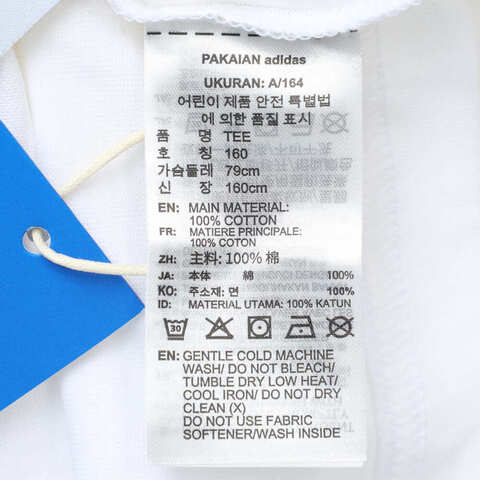 PAKAIAN adidas
UKURAN: A/164
어린이 제품 안전 특별법
에 의한 품질 표시
품 명 TEE
호 칭 160
가슴둘레 79cm
신 장 160cm
EN: MAIN MATERIAL:
100% COTTON
FR: MATIERE PRINCIPALE:
100% COTON
ZH: 主料: 100% 棉
JA: 本体 綿 100%
KO: 주소재: 면 100%
ID: MATERIAL UTAMA: 100% KATUN
30
EN: GENTLE COLD MACHINE
WASH/ DO NOT BLEACH/
TUMBLE DRY LOW HEAT/
COOL IRON/ DO NOT DRY
CLEAN (X)
DO NOT USE FABRIC
SOFTENER/WASH INSIDE